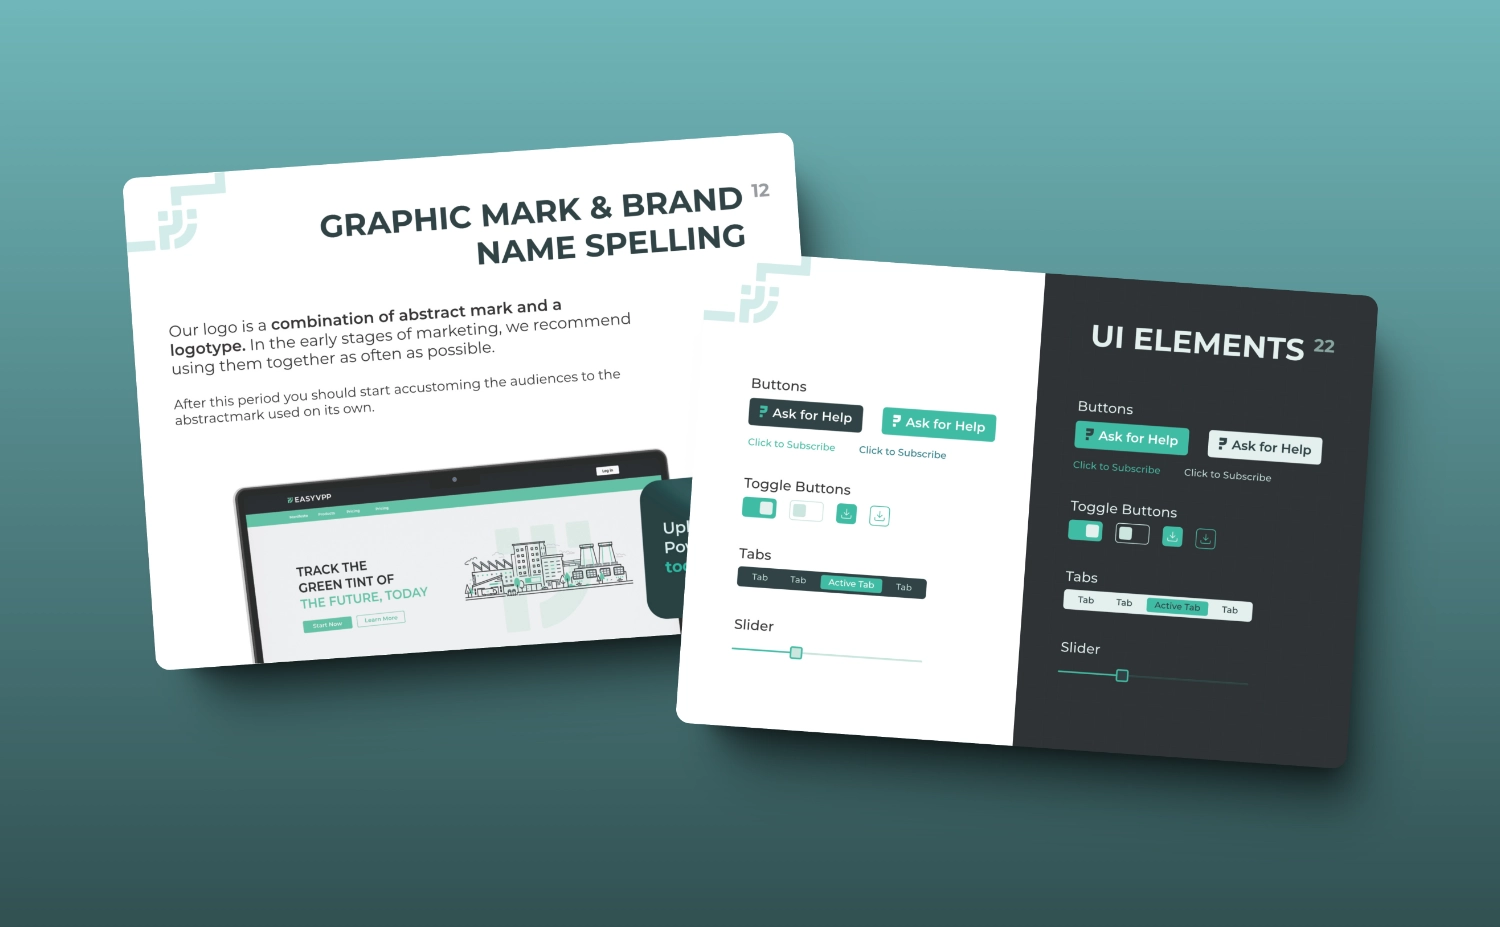 GRAPHIC MARK & BRAND 12
NAME SPELLING
Our logo is a combination of abstract mark and a
logotype. In the early stages of marketing, we recommend
using them together as often as possible.
After this period you should start accustoming the audiences to the
abstractmark used on its own.
Log In
EASYVPP
Pricing Pricing
TRACK THE
GREEN TINT OF
THE FUTURE, TODAY
Start Now Learn More
Upl
Pov
UI ELEMENTS 22
Buttons
Ask for Help Ask for Help
Click to Subscribe Click to Subscribe
Toggle Buttons
Tabs
Tab Tab Active Tab Tab
Slider
Buttons
Ask for Help Ask for Help
Click to Subscribe Click to Subscribe
Toggle Buttons
Tabs
Tab Tab Active Tab Tab
Slider